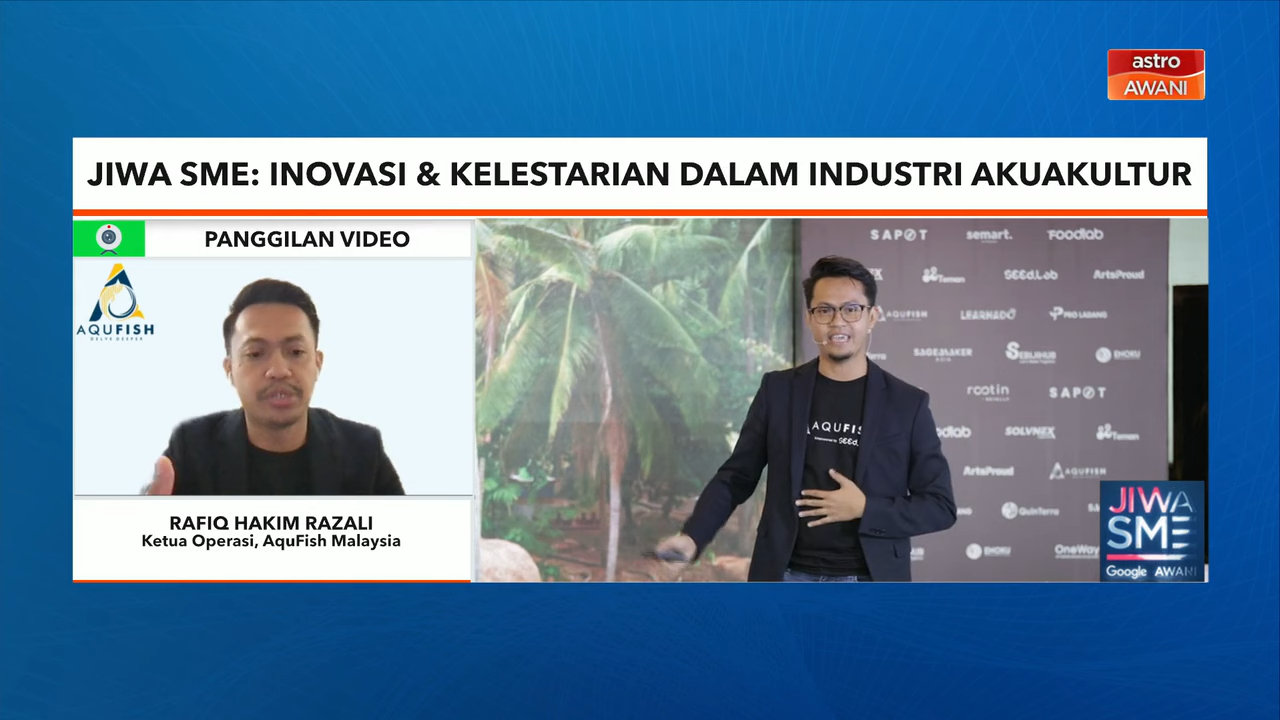 astro
AWANI
JIWA SME: INOVASI & KELESTARIAN DALAM INDUSTRI AKUAKULTUR
PANGGILAN VIDEO
AQUFISH
DELVE DEEPER
RAFIQ HAKIM RAZALI
Ketua Operasi, AquFish Malaysia
SAPOT semart. Foodlab
Teman SEEd.Lab ArtsProud
AQUFISH LEARNADO PRO LADANG
SAGEMAKER SEBIJIHUB EHOKU
rootin SAPOT
SOLVNEX Teman
ArtsProud AQUFISH
QuinTerra
EHOKU OneWay
JIWA
SME
Google AWANI